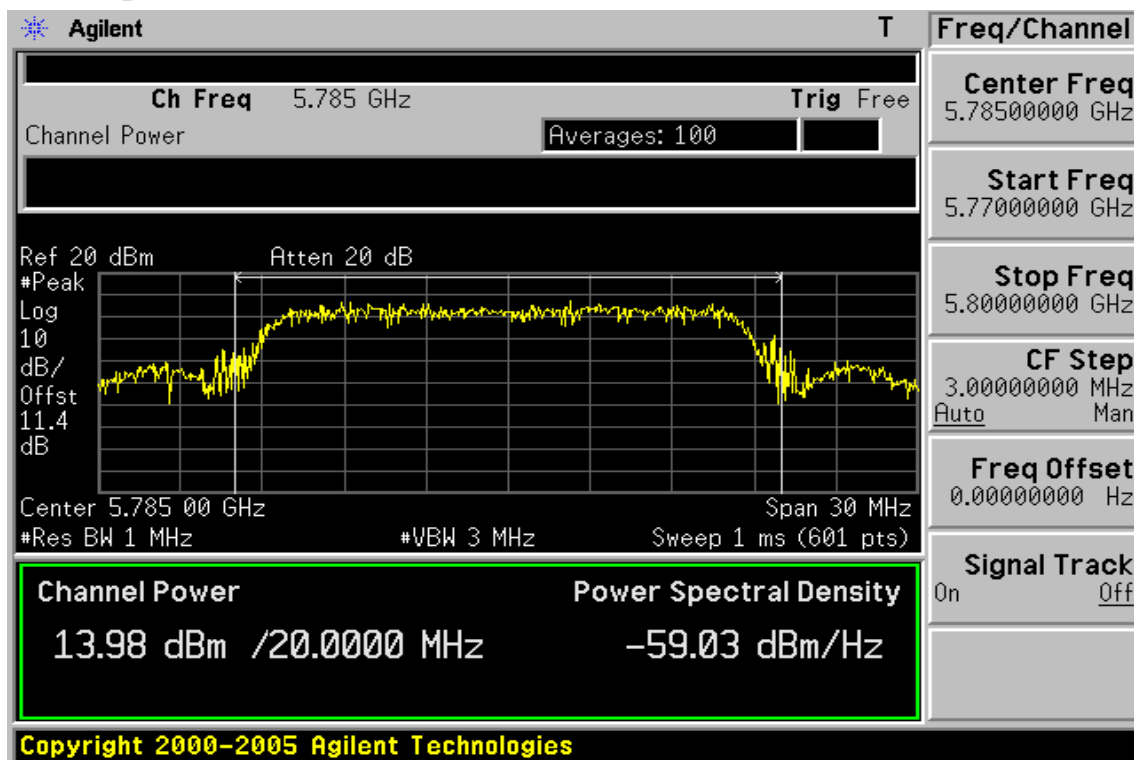 Agilent T
Ch Freq 5.785 GHz Trig Free
Channel Power Averages: 100
Ref 20 dBm Atten 20 dB
#Peak
Log
10
dB/
Offst
11.4
dB
Center 5.785 00 GHz Span 30 MHz
#Res BW 1 MHz #VBW 3 MHz Sweep 1 ms (601 pts)
Channel Power Power Spectral Density
13.98 dBm /20.0000 MHz -59.03 dBm/Hz
Copyright 2000-2005 Agilent Technologies
Freq/Channel
Center Freq
5.78500000 GHz
Start Freq
5.77000000 GHz
Stop Freq
5.80000000 GHz
CF Step
3.00000000 MHz
Auto Man
Freq Offset
0.00000000 Hz
Signal Track
On Off